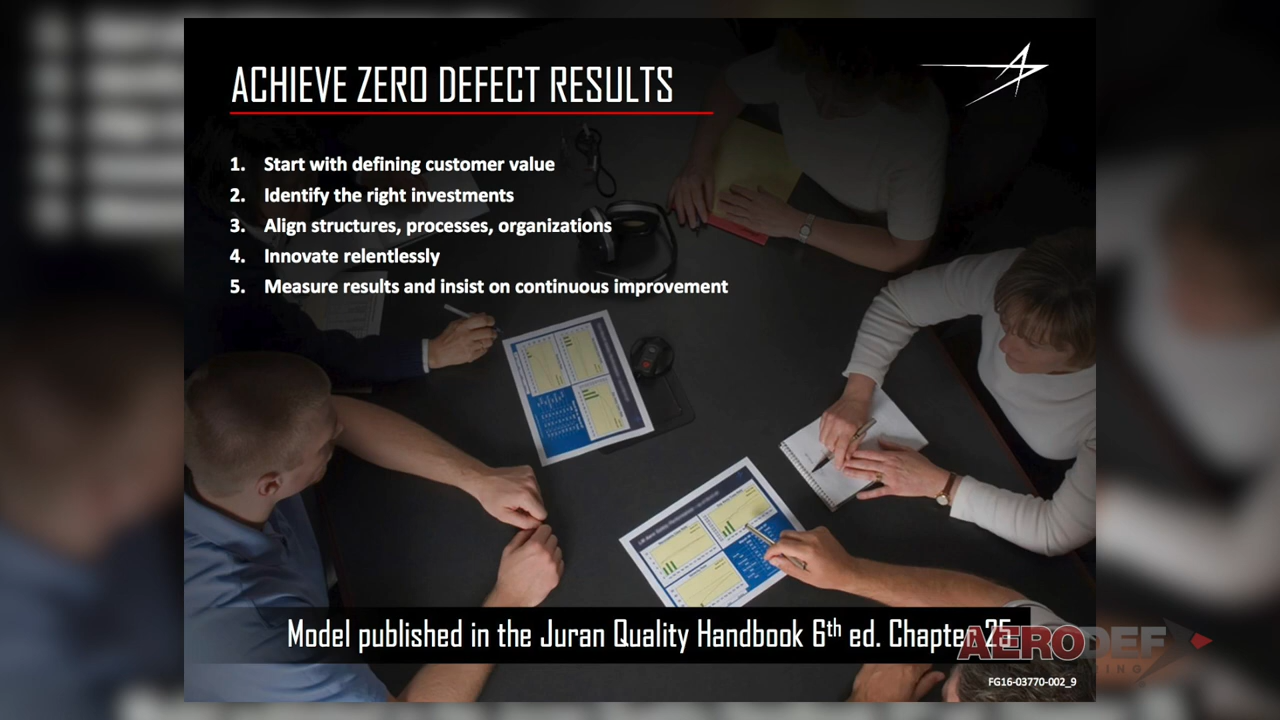 ACHIEVE ZERO DEFECT RESULTS
1. Start with defining customer value
2. Identify the right investments
3. Align structures, processes, organizations
4. Innovate relentlessly
5. Measure results and insist on continuous improvement
Model published in the Juran Quality Handbook 6th ed. Chapter 25
AERODEF
FG16-03770-002_9